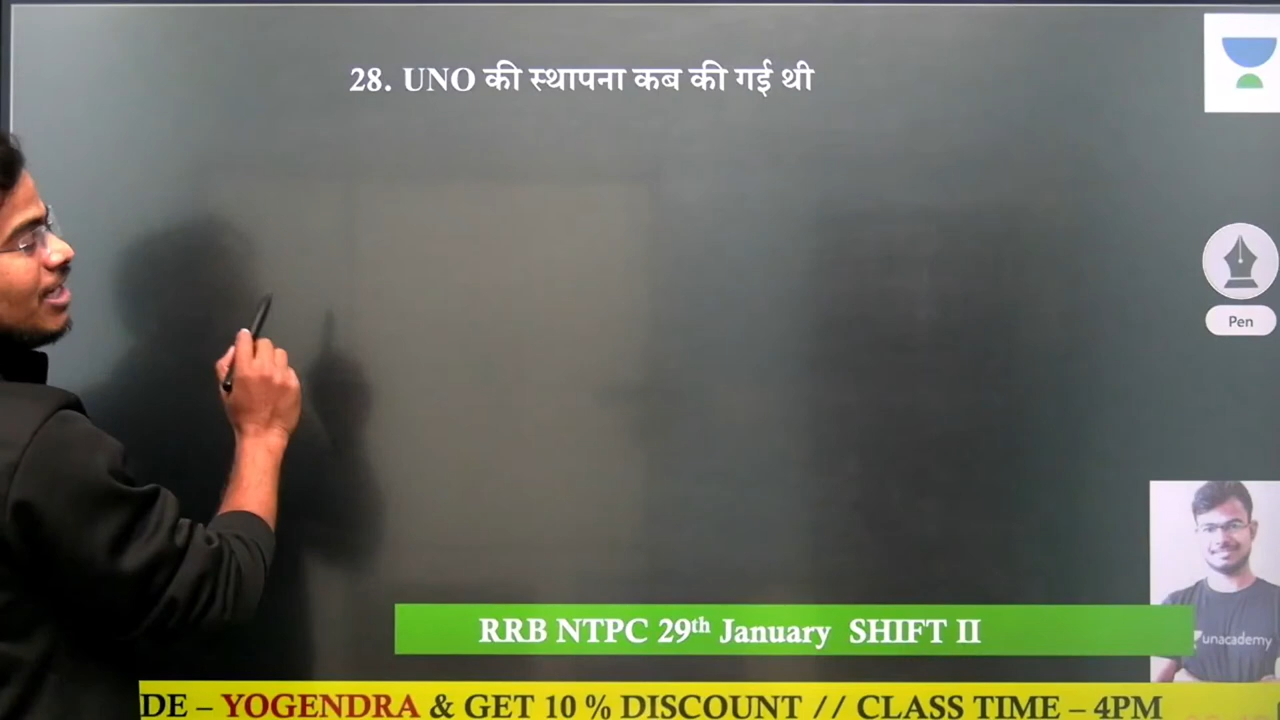 28. UNO की स्थापना कब की गई थी
Pen
unacademy
RRB NTPC 29th January SHIFT II
DE – YOGENDRA & GET 10 % DISCOUNT // CLASS TIME – 4PM